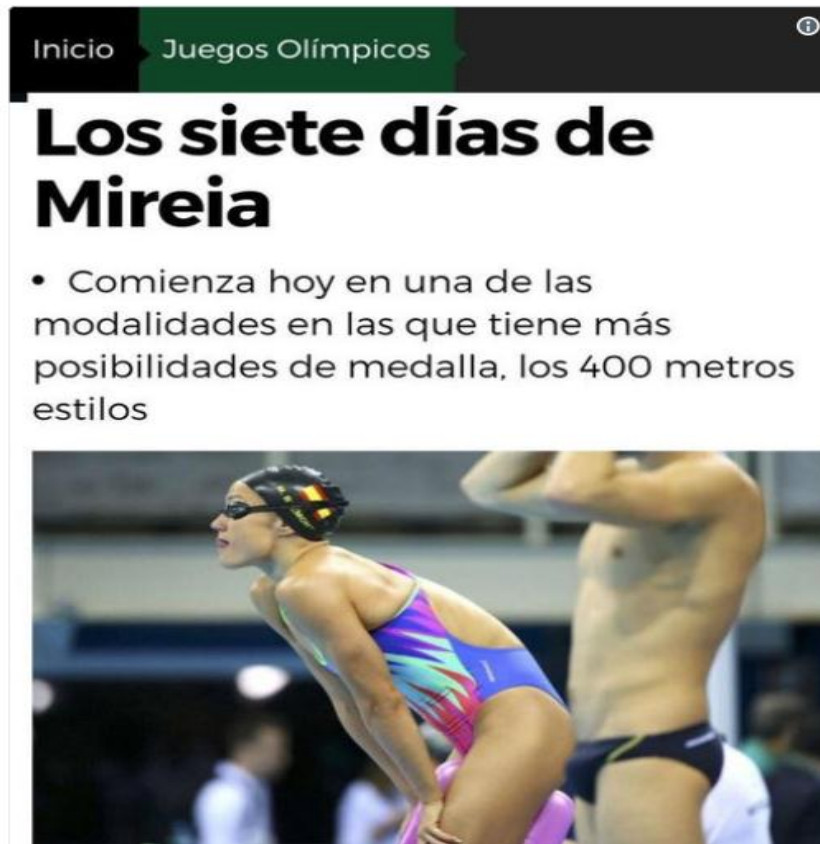 Inicio Juegos Olímpicos
Los siete días de
Mireia
• Comienza hoy en una de las
modalidades en las que tiene más
posibilidades de medalla, los 400 metros
estilos